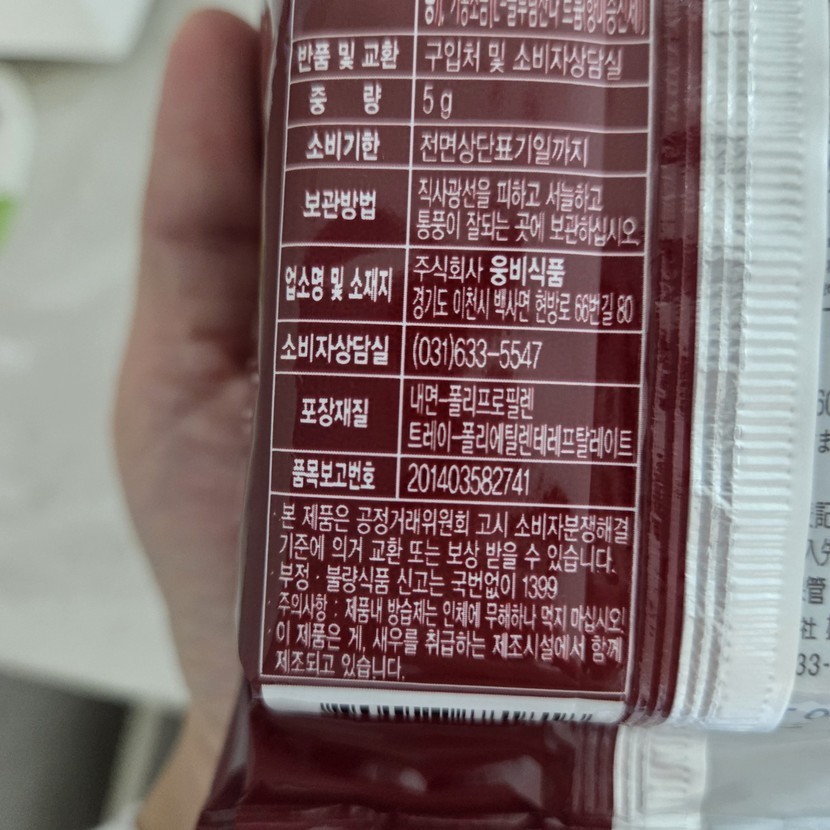 반품 및 교환 구입처 및 소비자상담실
중 량 5 g
소비기한 전면상단표기일까지
보관방법 직사광선을 피하고 서늘하고
통풍이 잘되는 곳에 보관하십시오
업소명 및 소재지 주식회사 웅비식품
경기도 이천시 백사면 현방로 66번길 80
소비자상담실 (031)633-5547
포장재질 내면-폴리프로필렌
트레이-폴리에틸렌테레프탈레이트
품목보고번호 201403582741
·본 제품은 공정거래위원회 고시 소비자분쟁해결
기준에 의거 교환 또는 보상 받을 수 있습니다.
·부정·불량식품 신고는 국번없이 1399
주의사항 : 제품내 방습제는 인체에 무해하나 먹지 마십시오!
이 제품은 게, 새우를 취급하는 제조시설에서 함께
제조되고 있습니다.